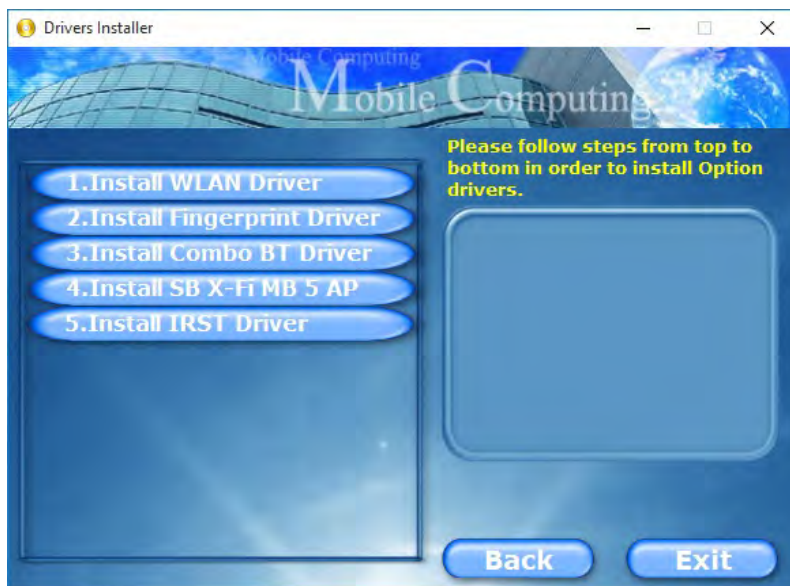 Drivers Installer
Mobile Computing
Mobile Computing
Please follow steps from top to
bottom in order to install Option
drivers.
1.Install WLAN Driver
2.Install Fingerprint Driver
3.Install Combo BT Driver
4.Install SB X-Fi MB 5 AP
5.Install IRST Driver
Back
Exit